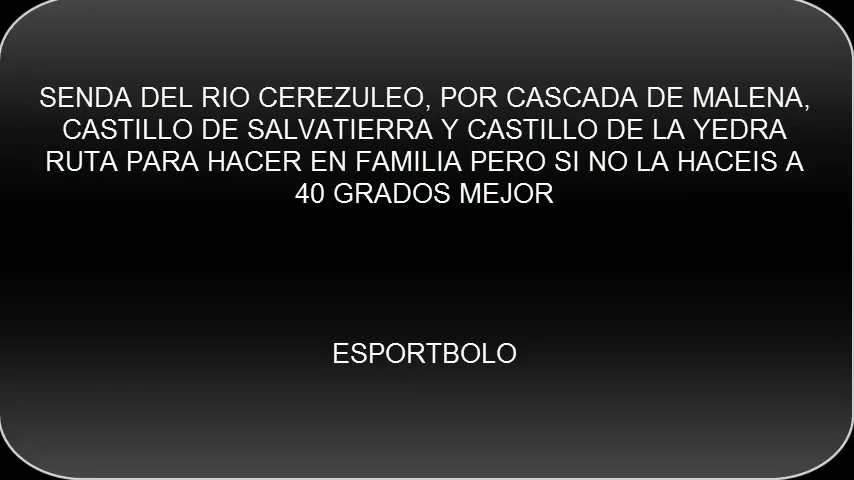 SENDA DEL RIO CEREZULEO, POR CASCADA DE MALENA,
CASTILLO DE SALVATIERRA Y CASTILLO DE LA YEDRA
RUTA PARA HACER EN FAMILIA PERO SI NO LA HACEIS A
40 GRADOS MEJOR
ESPORTBOLO